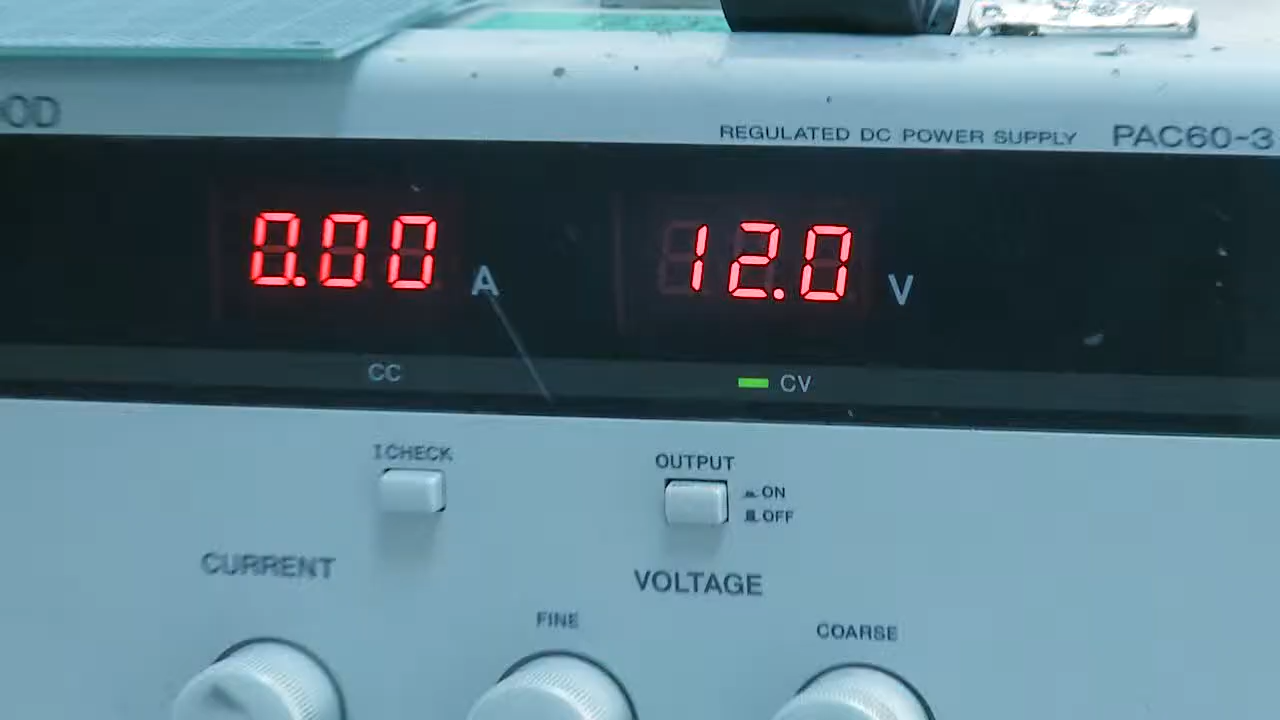 OD
REGULATED DC POWER SUPPLY PAC60-3
0.00 A 12.0 V
CC CV
I CHECK
OUTPUT
ON
OFF
CURRENT
VOLTAGE
FINE
COARSE